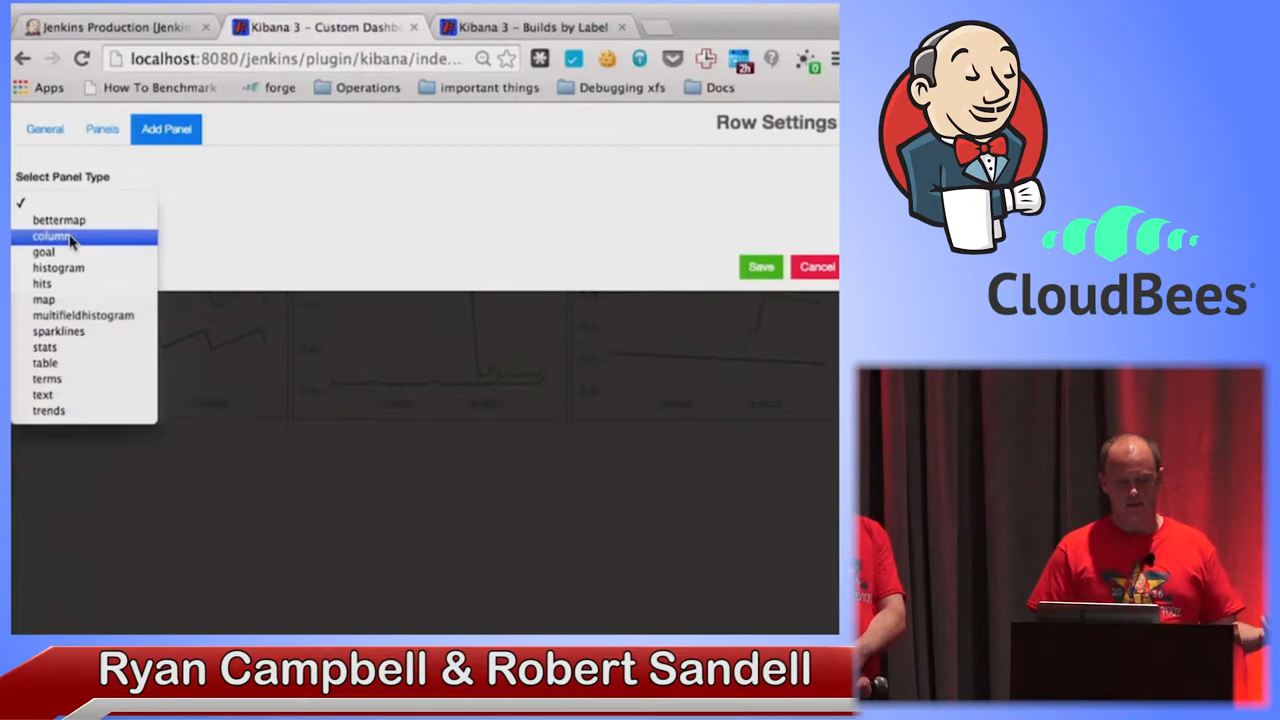 Jenkins Production [Jenkin
Kibana 3 - Custom Dashbo
Kibana 3 - Builds by Label
localhost:8080/jenkins/plugin/kibana/inde...
2h
0
Apps
How To Benchmark
forge
Operations
important things
Debugging xfs
Docs
General
Panels
Add Panel
Row Settings
Select Panel Type
bettermap
column
goal
histogram
hits
map
multifieldhistogram
sparklines
stats
table
terms
text
trends
Save
Cancel
CloudBees
Ryan Campbell & Robert Sandell